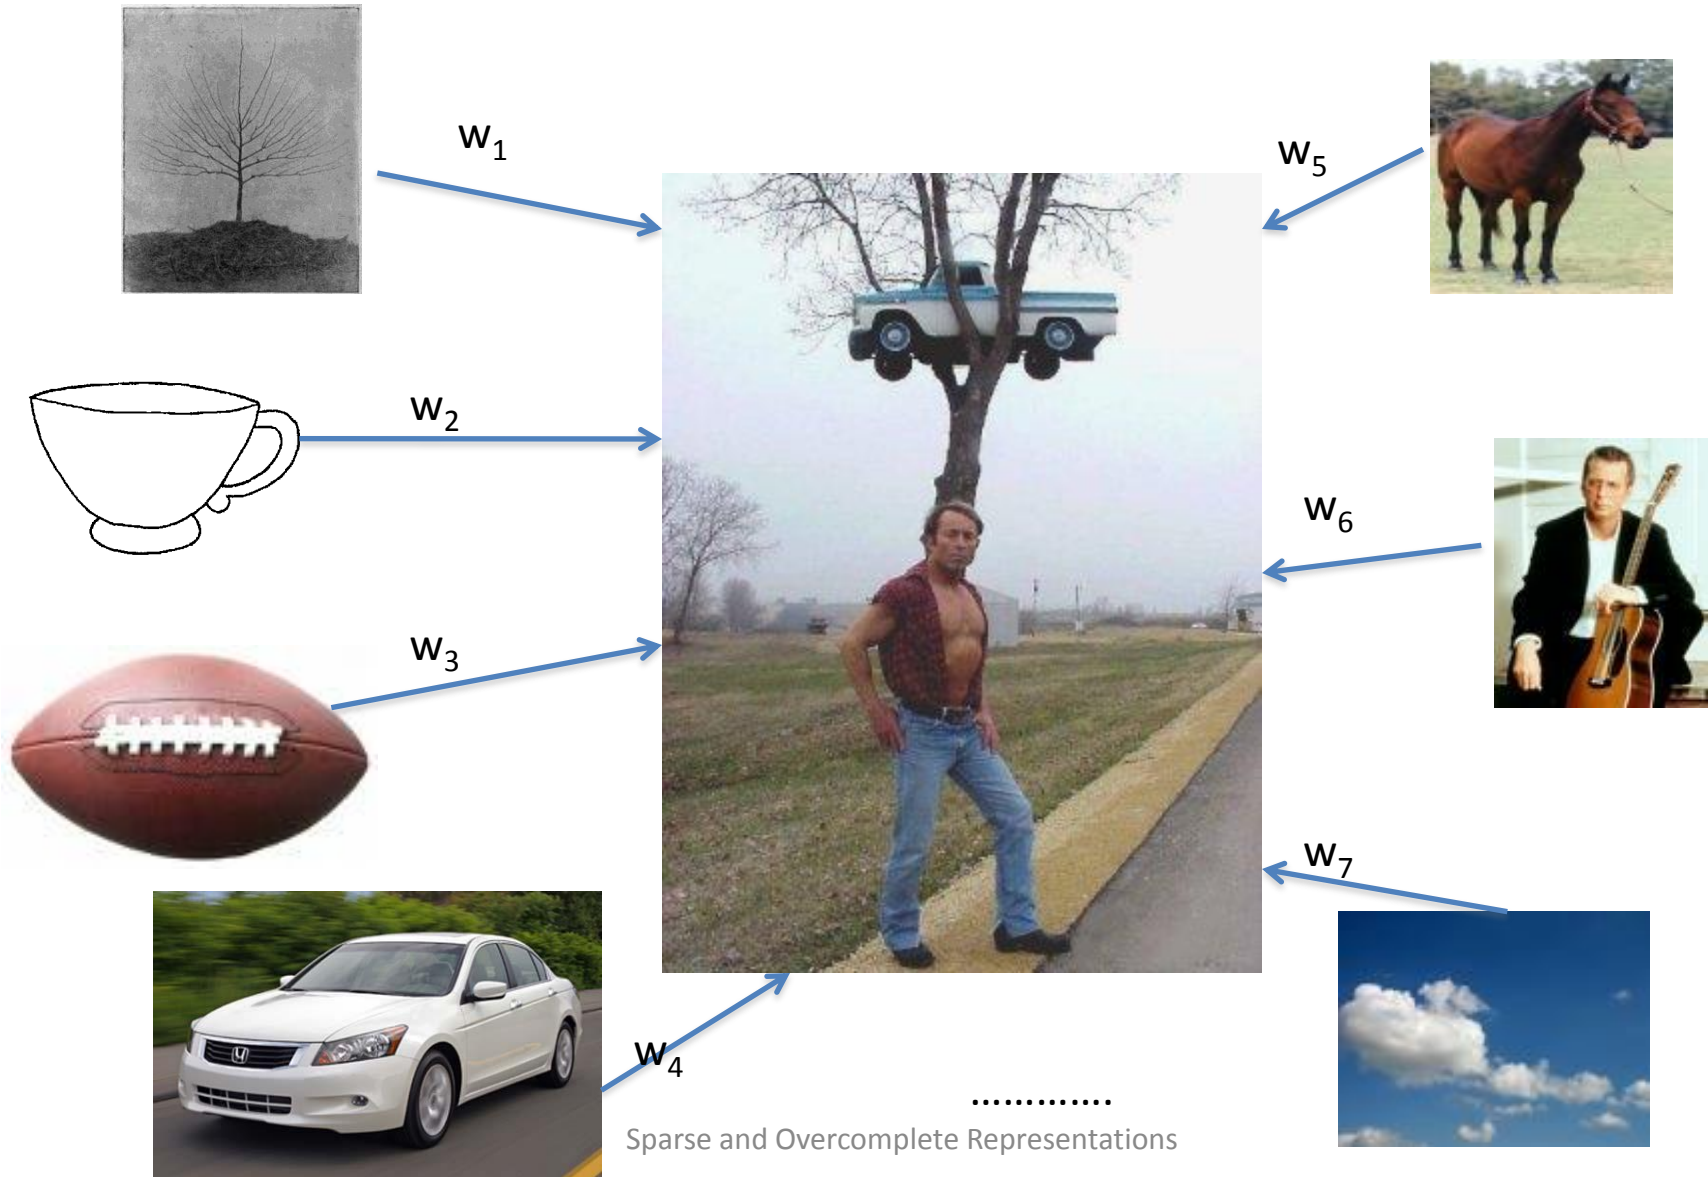 w1
w5
w2
w6
w3
w7
w4
.............
Sparse and Overcomplete Representations